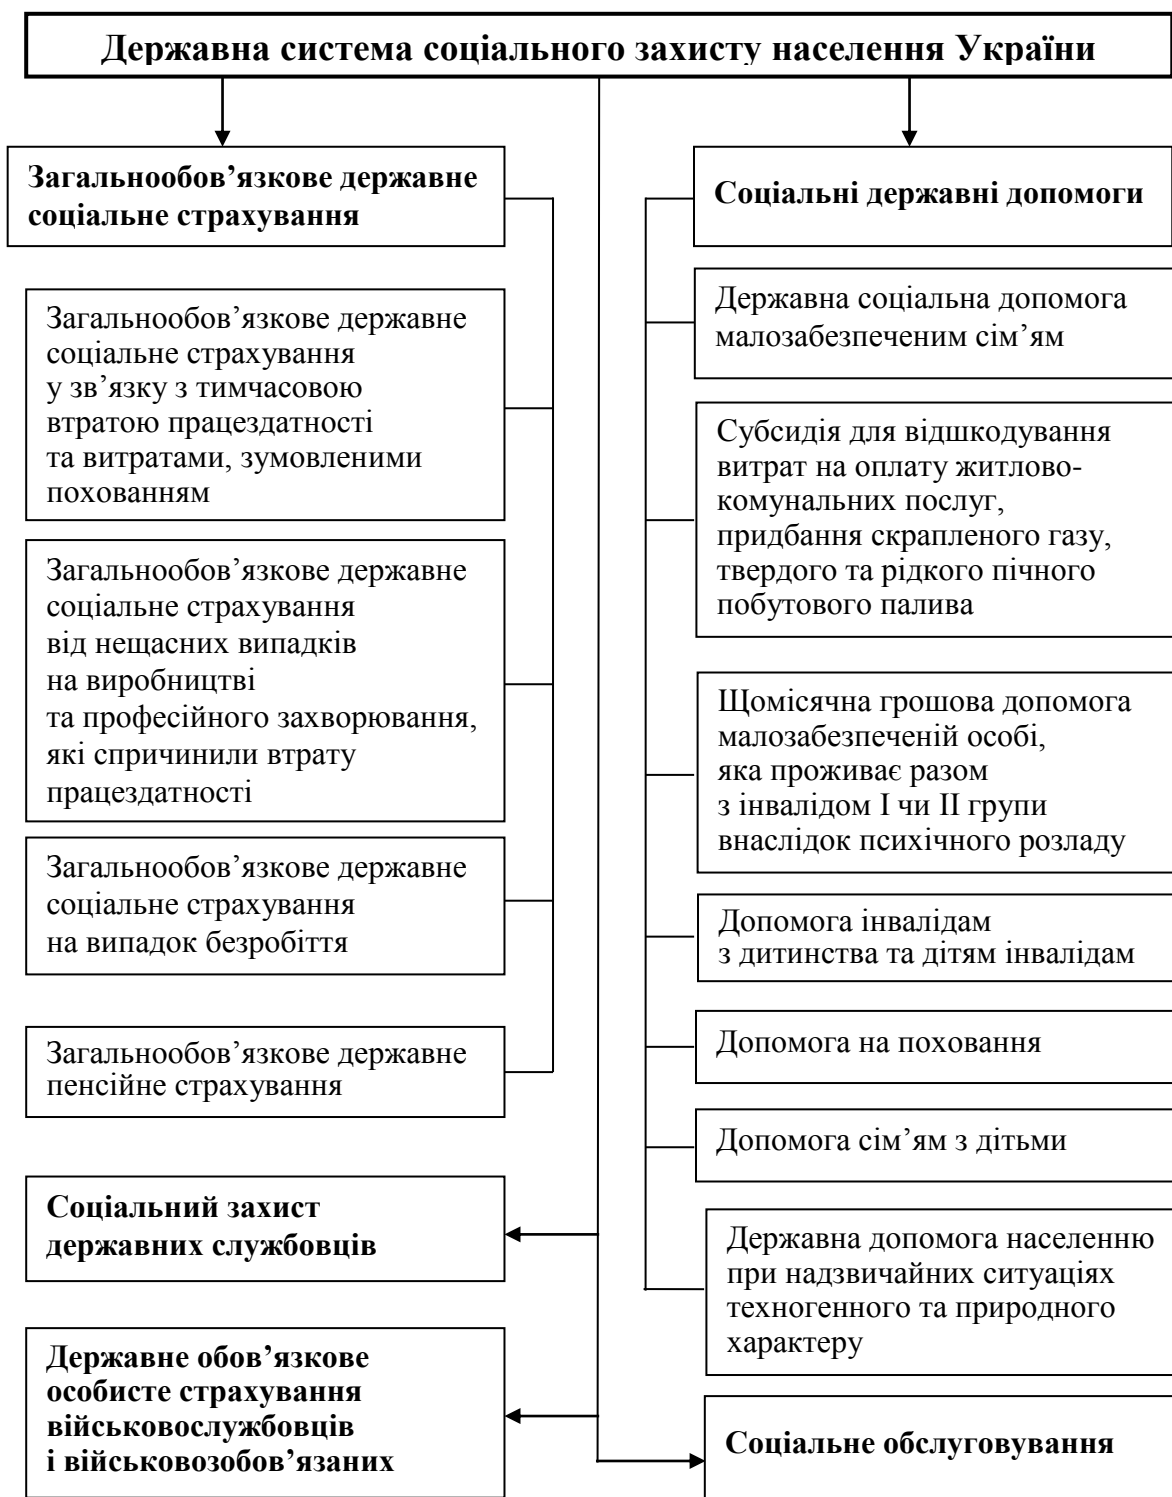 Державна система соціального захисту населення України
Загальнообов’язкове державне
соціальне страхування
Загальнообов’язкове державне
соціальне страхування
у зв’язку з тимчасовою
втратою працездатності
та витратами, зумовленими
похованням
Загальнообов’язкове державне
соціальне страхування
від нещасних випадків
на виробництві
та професійного захворювання,
які спричинили втрату
працездатності
Загальнообов’язкове державне
соціальне страхування
на випадок безробіття
Загальнообов’язкове державне
пенсійне страхування
Соціальний захист
державних службовців
Державне обов’язкове
особисте страхування
військовослужбовців
і військовозобов’язаних
Соціальні державні допомоги
Державна соціальна допомога
малозабезпеченим сім’ям
Субсидія для відшкодування
витрат на оплату житлово-
комунальних послуг,
придбання скрапленого газу,
твердого та рідкого пічного
побутового палива
Щомісячна грошова допомога
малозабезпеченій особі,
яка проживає разом
з інвалідом І чи ІІ групи
внаслідок психічного розладу
Допомога інвалідам
з дитинства та дітям інвалідам
Допомога на поховання
Допомога сім’ям з дітьми
Державна допомога населенню
при надзвичайних ситуаціях
техногенного та природного
характеру
Соціальне обслуговування